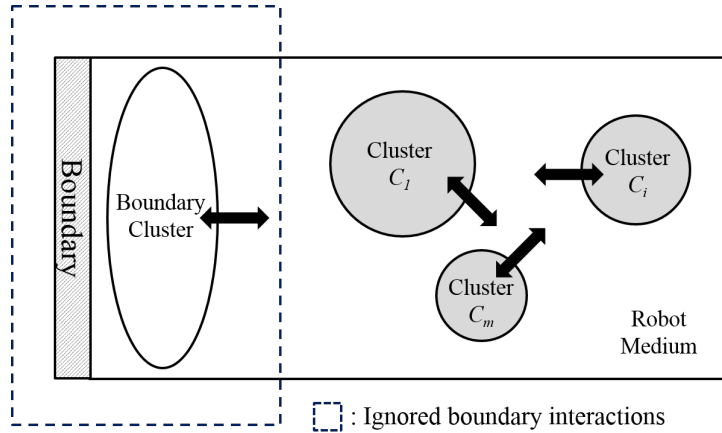 Boundary
Boundary
Cluster
Cluster
C1
Cluster
Ci
Cluster
Cm
Robot
Medium
: Ignored boundary interactions